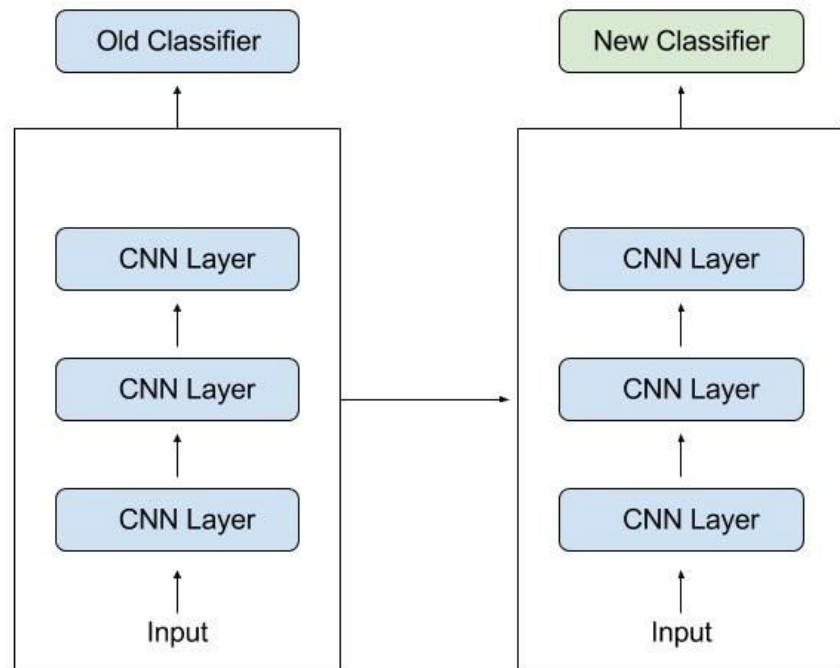 Old Classifier
CNN Layer
CNN Layer
CNN Layer
Input
New Classifier
CNN Layer
CNN Layer
CNN Layer
Input